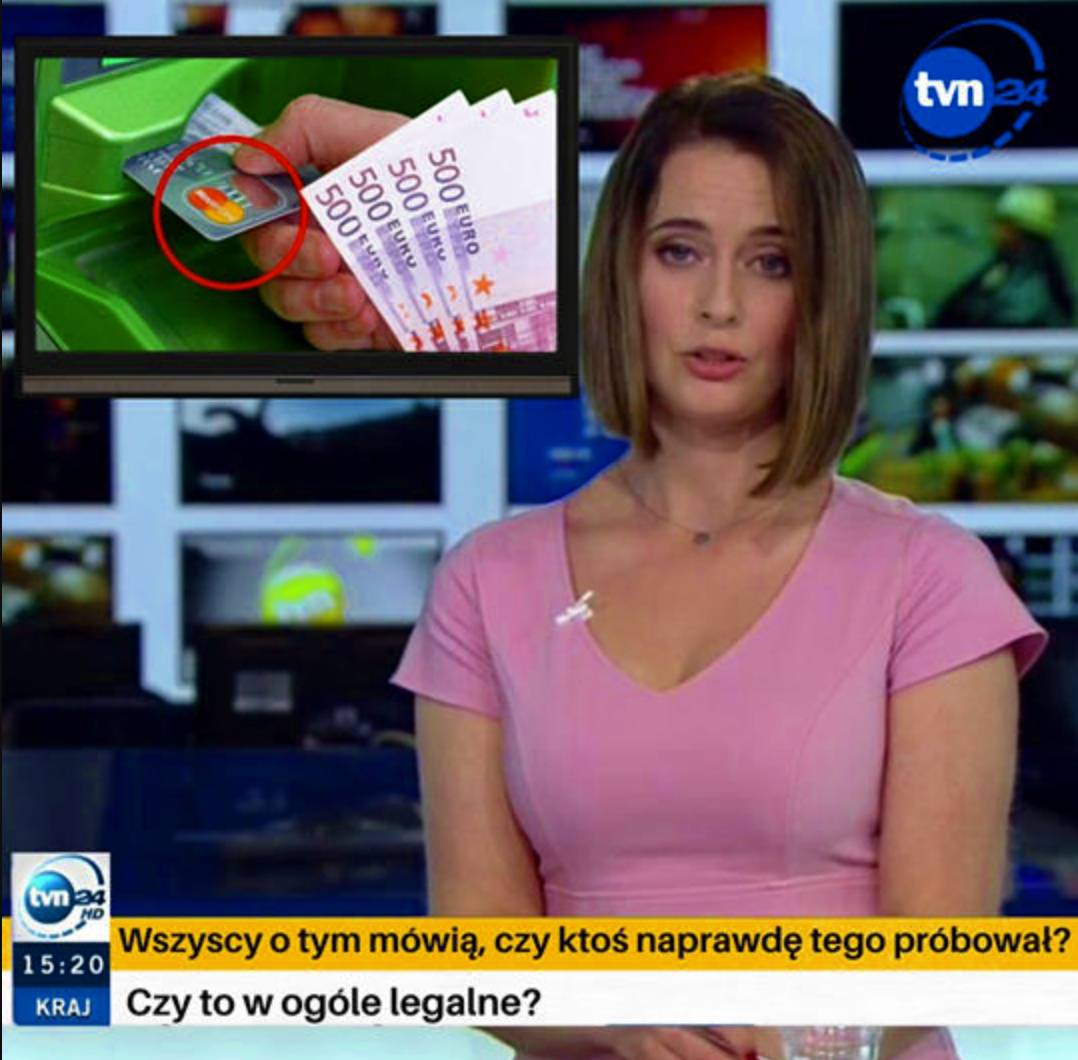 tvn24
500 EURO
500 EURO
500 EURO
500 EURO
tvn24
HD
Wszyscy o tym mówią, czy ktoś naprawdę tego próbował?
15:20
KRAJ
Czy to w ogóle legalne?